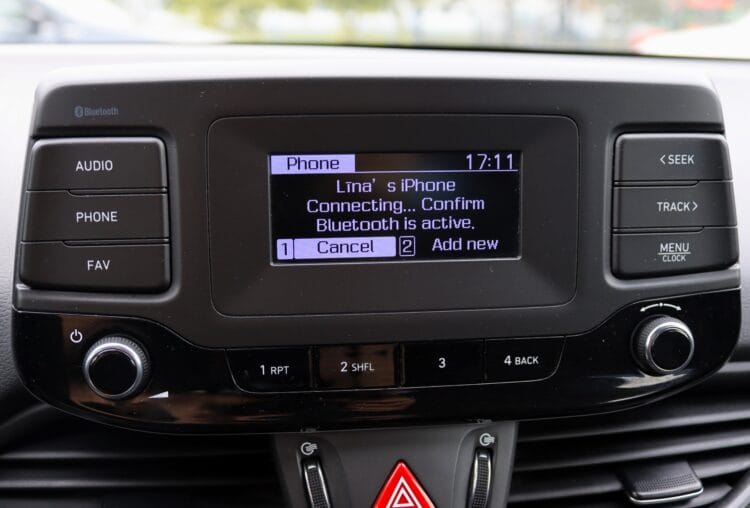 Bluetooth
AUDIO
PHONE
FAV
Phone 17:11
Līna’s iPhone
Connecting... Confirm
Bluetooth is active.
1 Cancel 2 Add new
< SEEK
TRACK >
MENU
CLOCK
1 RPT 2 SHFL 3 4 BACK